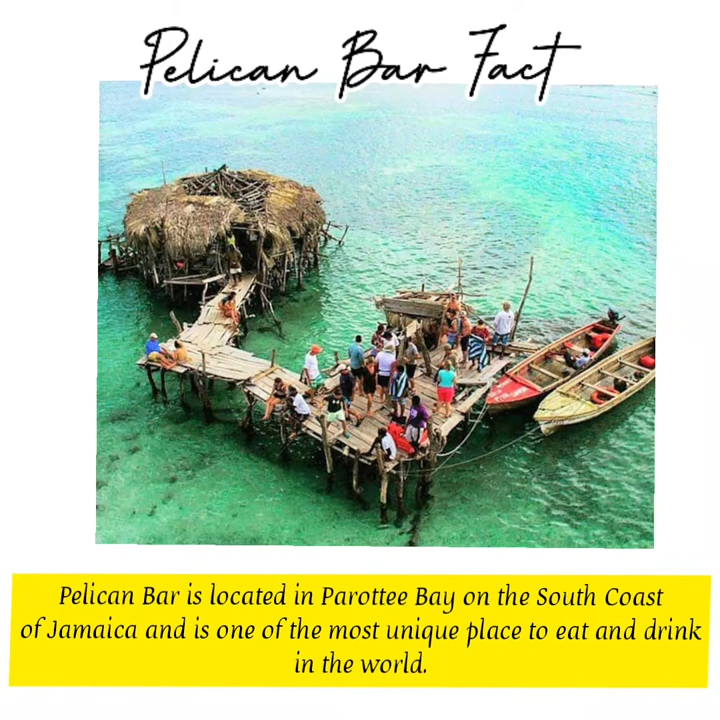 Pelican Bar Fact
Pelican Bar is located in Parottee Bay on the South Coast
of Jamaica and is one of the most unique place to eat and drink
in the world.